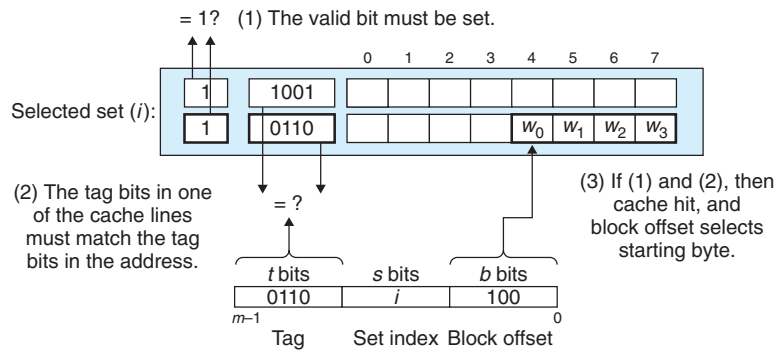 = 1? (1) The valid bit must be set.
0 1 2 3 4 5 6 7
1 1001
Selected set (i):
1 0110 w0 w1 w2 w3
(2) The tag bits in one
of the cache lines
must match the tag
bits in the address.
= ?
(3) If (1) and (2), then
cache hit, and
block offset selects
starting byte.
t bits s bits b bits
0110 i 100
m–1 0
Tag Set index Block offset